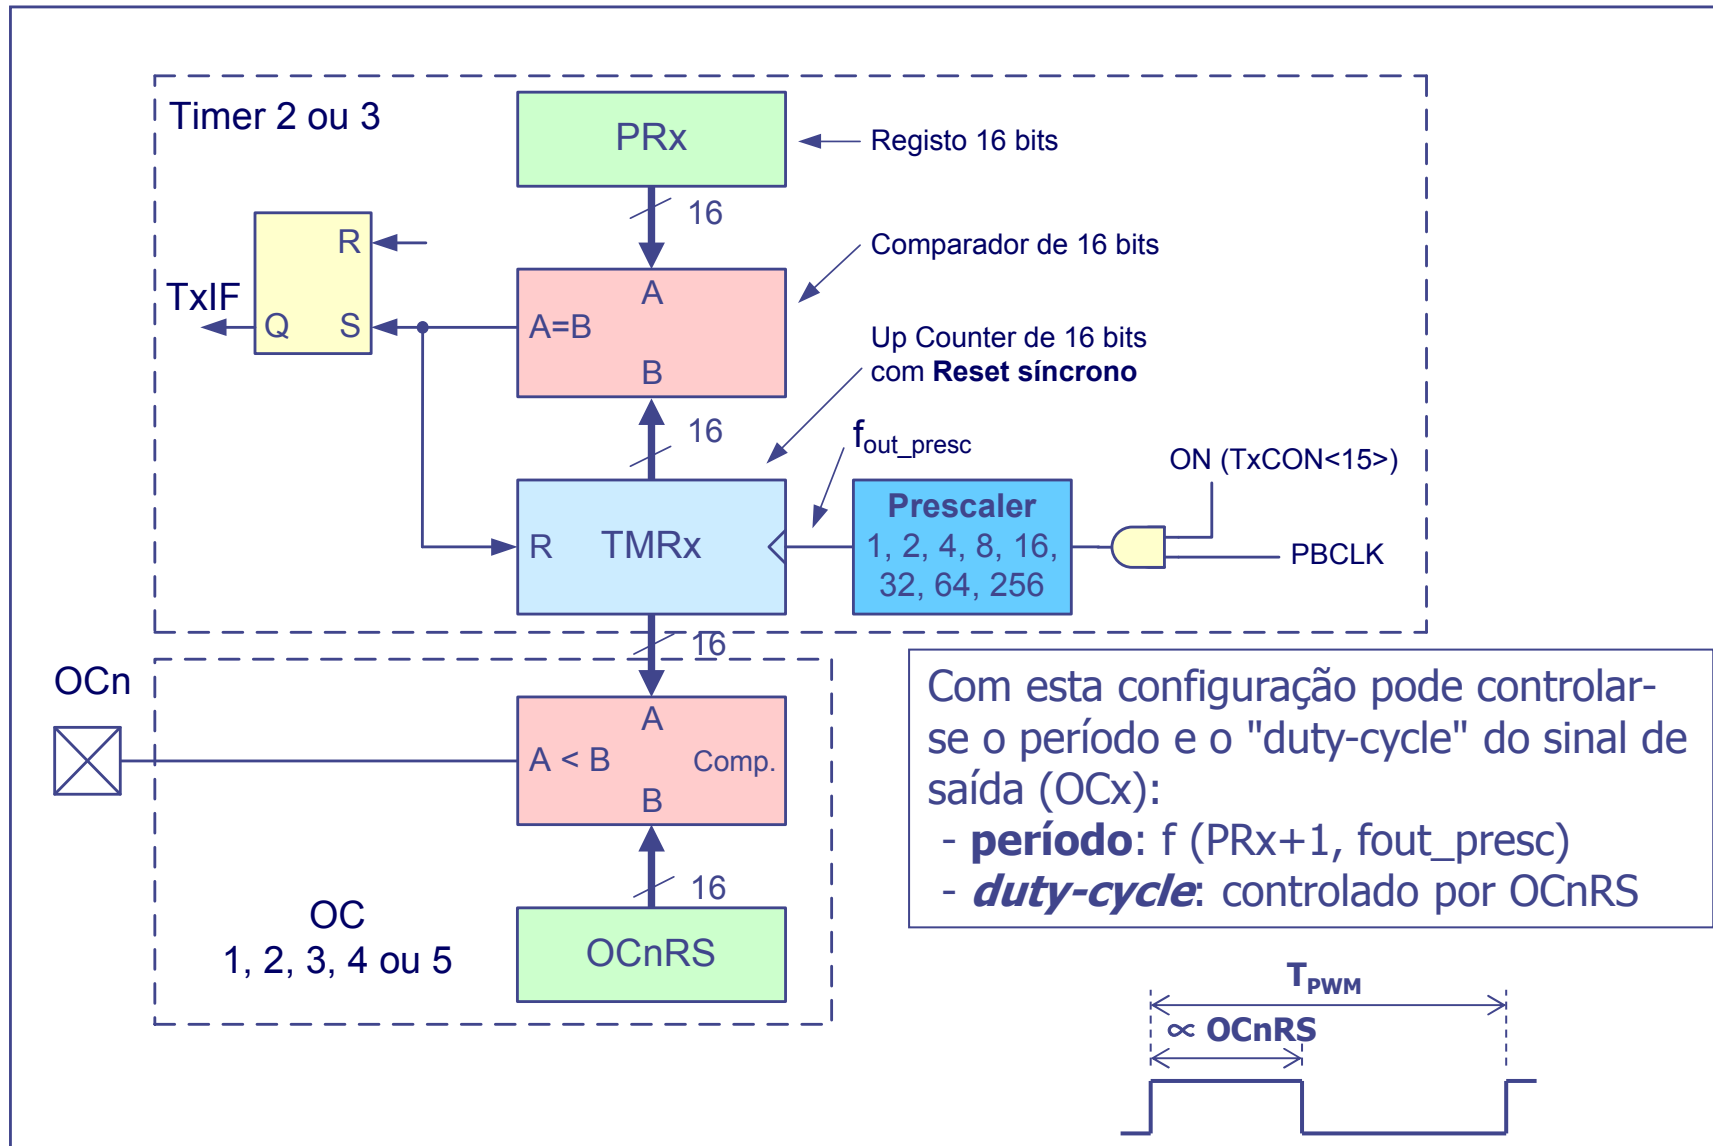 Timer 2 ou 3
PRx
Registo 16 bits
16
R
Comparador de 16 bits
A
TxIF
Q
S
A=B
B
Up Counter de 16 bits
com Reset síncrono
16
fout_presc
ON (TxCON<15>)
R
TMRx
Prescaler
1, 2, 4, 8, 16,
32, 64, 256
PBCLK
16
OCn
A
A < B
Comp.
B
16
OC
1, 2, 3, 4 ou 5
OCnRS
Com esta configuração pode controlar-
se o período e o "duty-cycle" do sinal de
saída (OCx):
- período: f (PRx+1, fout_presc)
- duty-cycle: controlado por OCnRS
TPWM
∝ OCnRS